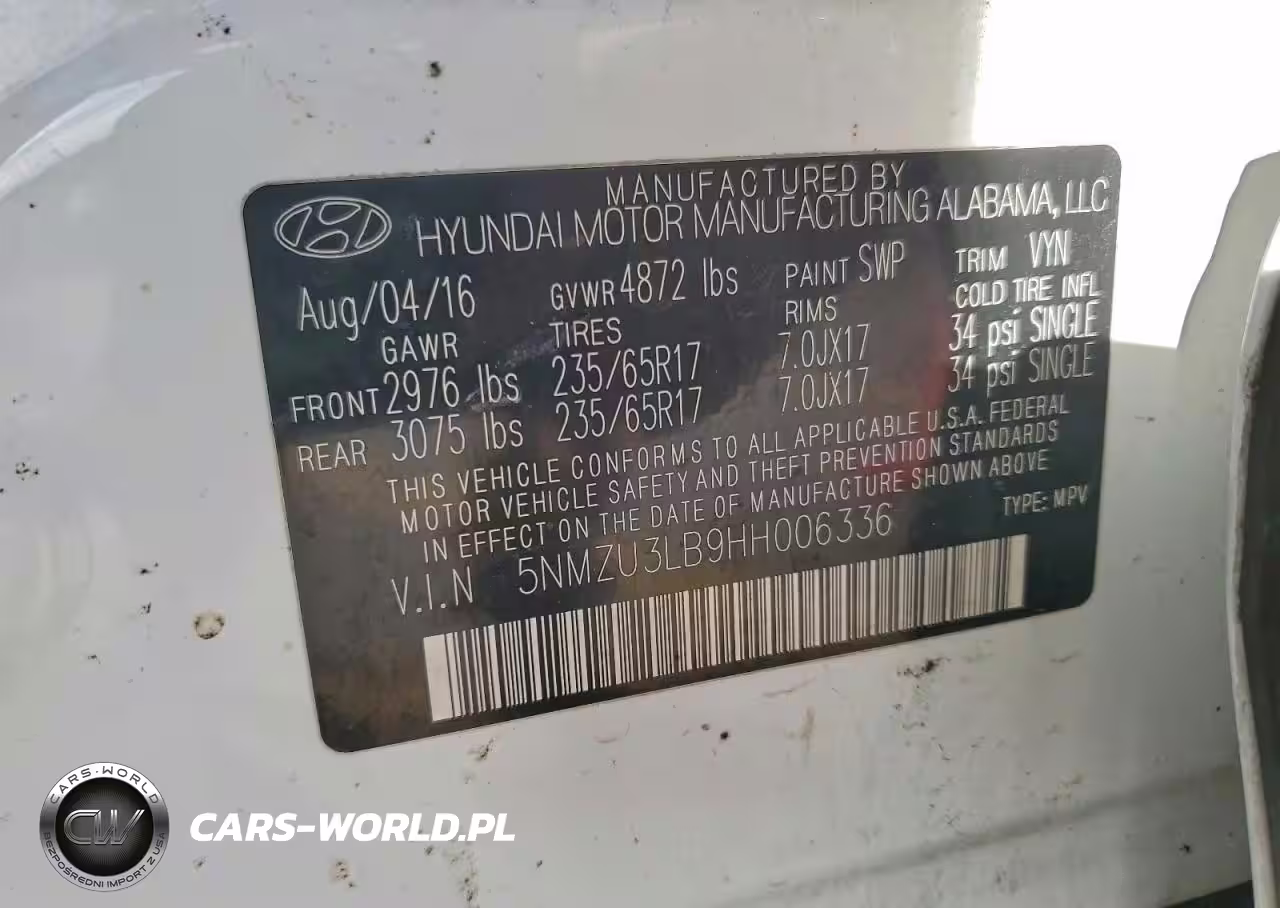 MANUFACTURED BY
HYUNDAI MOTOR MANUFACTURING ALABAMA, LLC
Aug/04/16 GVWR 4872 lbs PAINT SWP TRIM VYN
GAWR TIRES RIMS COLD TIRE INFL
FRONT 2976 lbs 235/65R17 7.0JX17 34 psi SINGLE
REAR 3075 lbs 235/65R17 7.0JX17 34 psi SINGLE
THIS VEHICLE CONFORMS TO ALL APPLICABLE U.S.A. FEDERAL
MOTOR VEHICLE SAFETY AND THEFT PREVENTION STANDARDS
IN EFFECT ON THE DATE OF MANUFACTURE SHOWN ABOVE
V.I.N 5NMZU3LB9HH006336 TYPE: MPV
CARS-WORLD
CW
BEZPOŚREDNI IMPORT Z USA
CARS-WORLD.PL